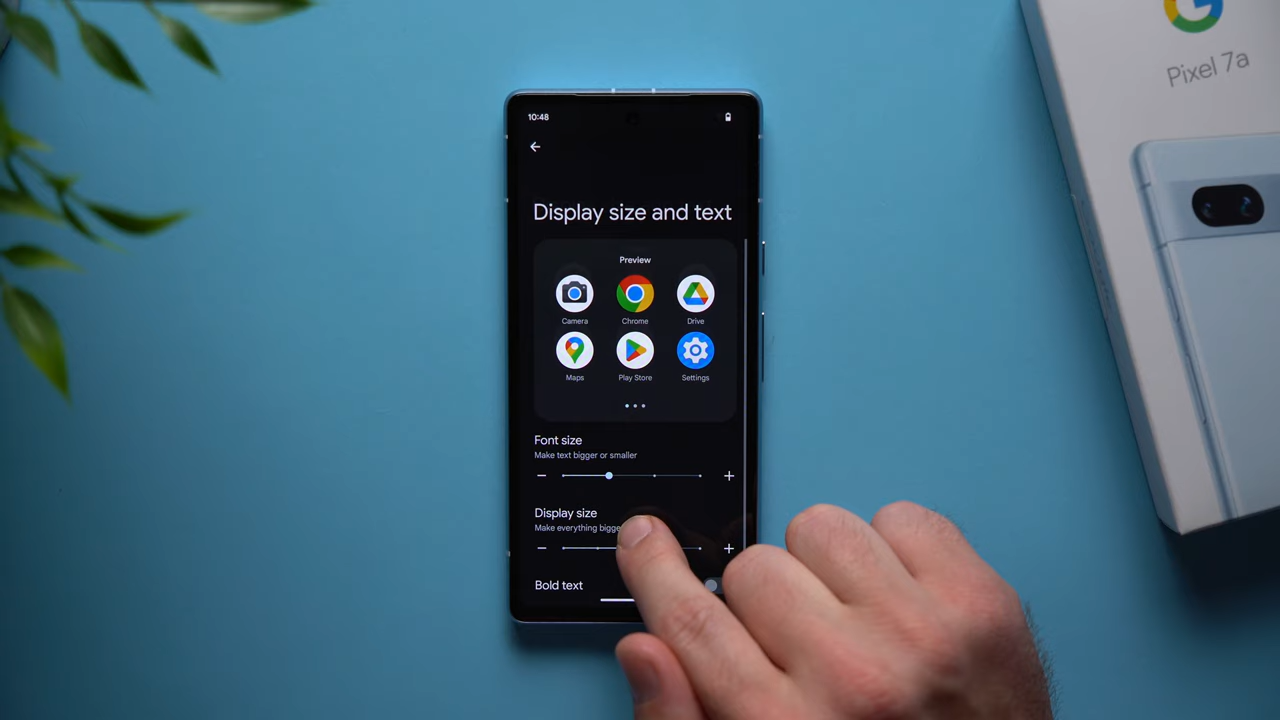 10:48
Display size and text
Preview
Camera Chrome Drive
Maps Play Store Settings
Font size
Make text bigger or smaller
Display size
Make everything bigge
Bold text
Pixel 7a